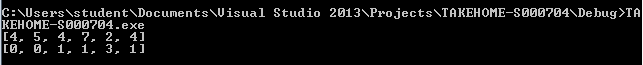 C:\Users\student\Documents\Visual Studio 2013\Projects\TAKEHOME-S000704\Debug>TA
KEHOME-S000704.exe
[4, 5, 4, 7, 2, 4]
[0, 0, 1, 1, 3, 1]